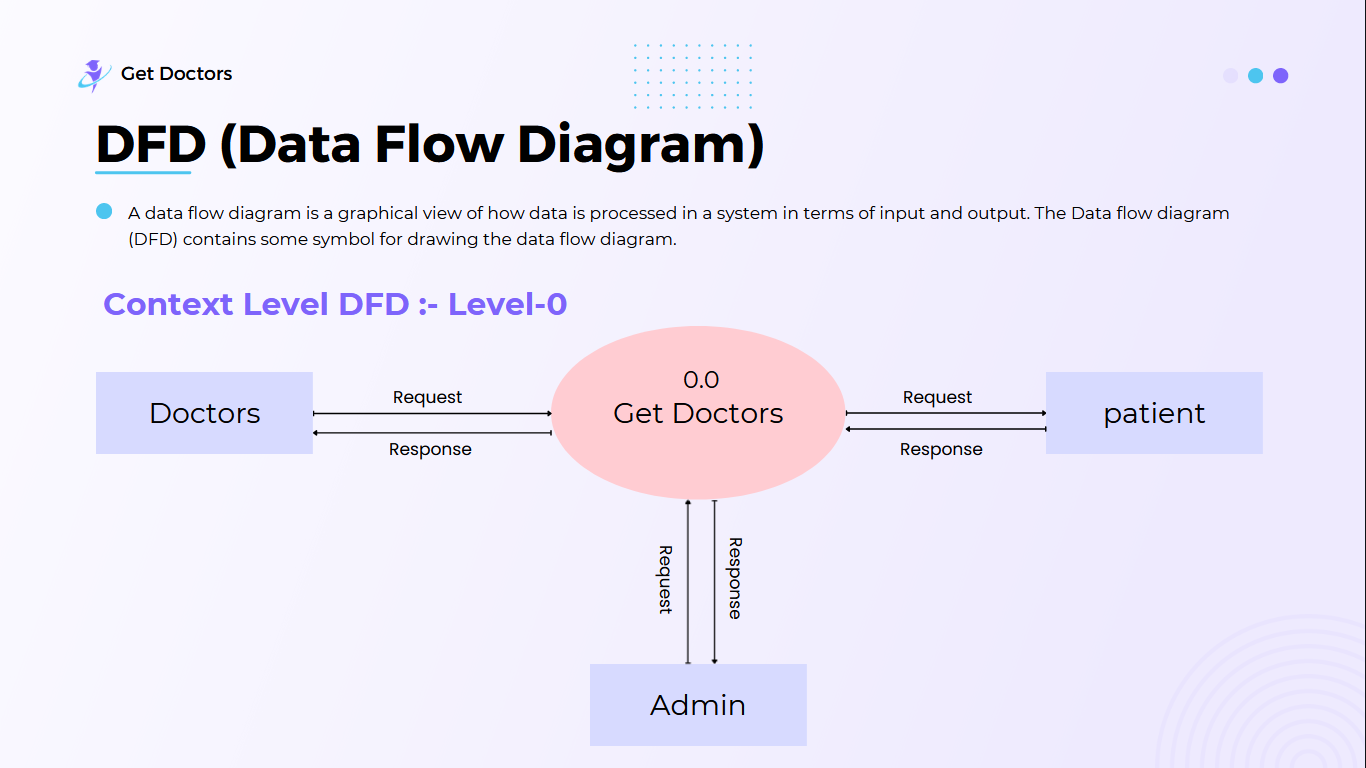 Get Doctors
DFD (Data Flow Diagram)
A data flow diagram is a graphical view of how data is processed in a system in terms of input and output. The Data flow diagram
(DFD) contains some symbol for drawing the data flow diagram.
Context Level DFD :- Level-0
Doctors
Request
Response
0.0
Get Doctors
Request
Response
patient
Request
Response
Admin